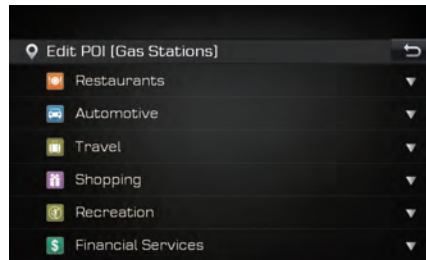 Edit POI [Gas Stations]
Restaurants
Automotive
Travel
Shopping
Recreation
$ Financial Services